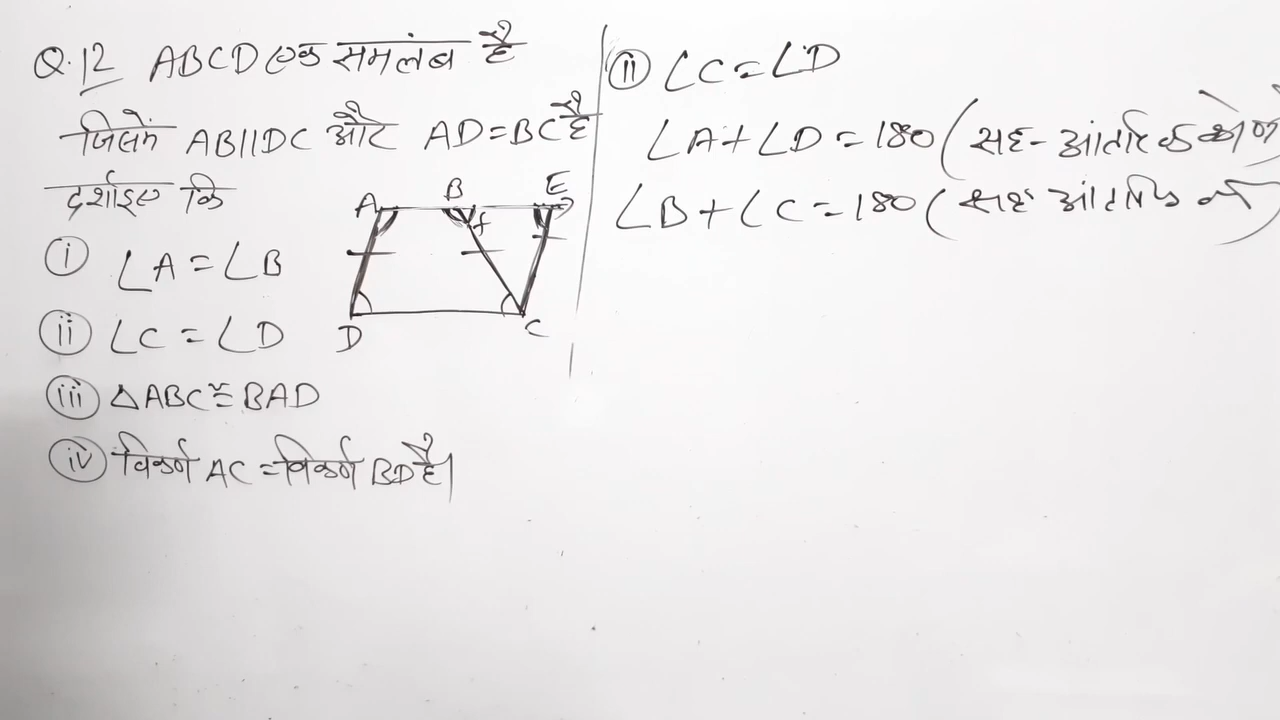 Q.12 ABCD एक समलंब है
जिसमें AB||DC और AD=BC है
दर्शाइए कि
(i) ∠A = ∠B
(ii) ∠C = ∠D
(iii) △ABC ≅ BAD
(iv) विकर्ण AC = विकर्ण BD है।
A B E
D C
(ii) ∠C = ∠D
∠A + ∠D = 180 (सह-आंतरिक कोण
∠B + ∠C = 180 (सह आंतरिक